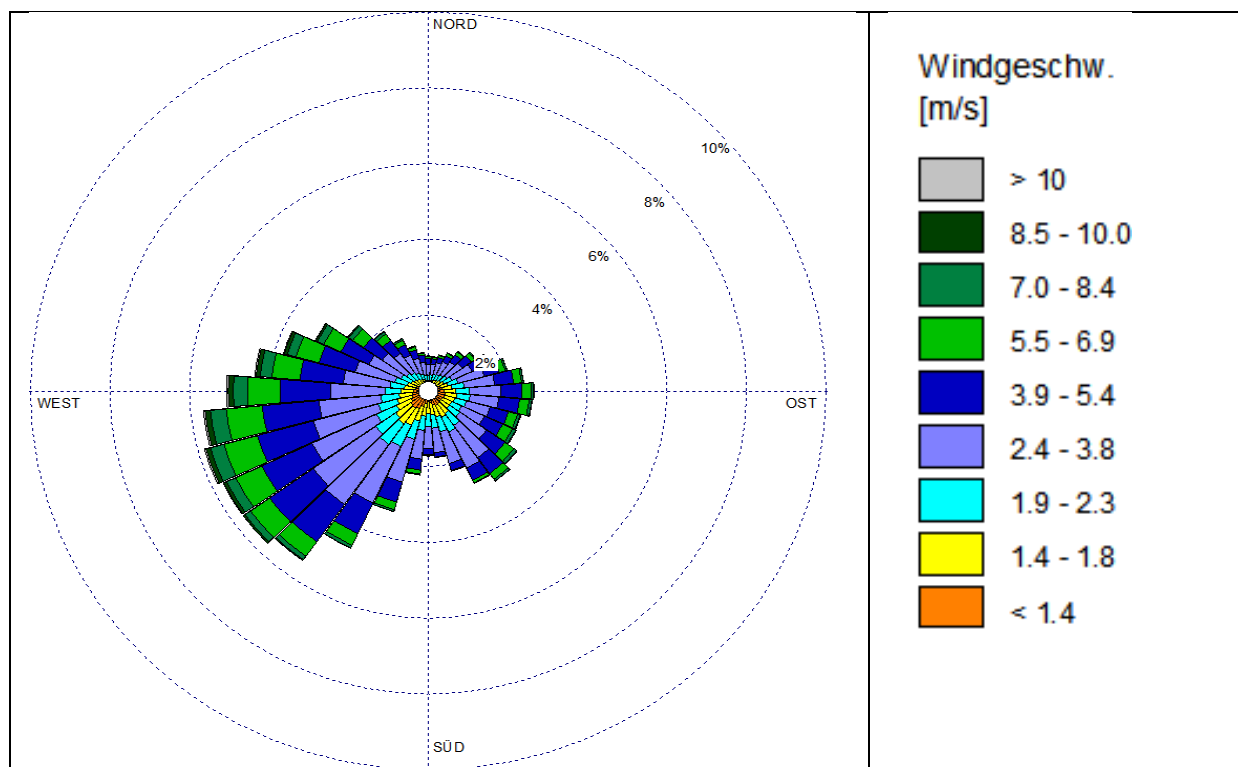 NORD
10%
8%
6%
4%
2%
WEST
OST
SÜD
Windgeschw.
[m/s]
> 10
8.5 - 10.0
7.0 - 8.4
5.5 - 6.9
3.9 - 5.4
2.4 - 3.8
1.9 - 2.3
1.4 - 1.8
< 1.4